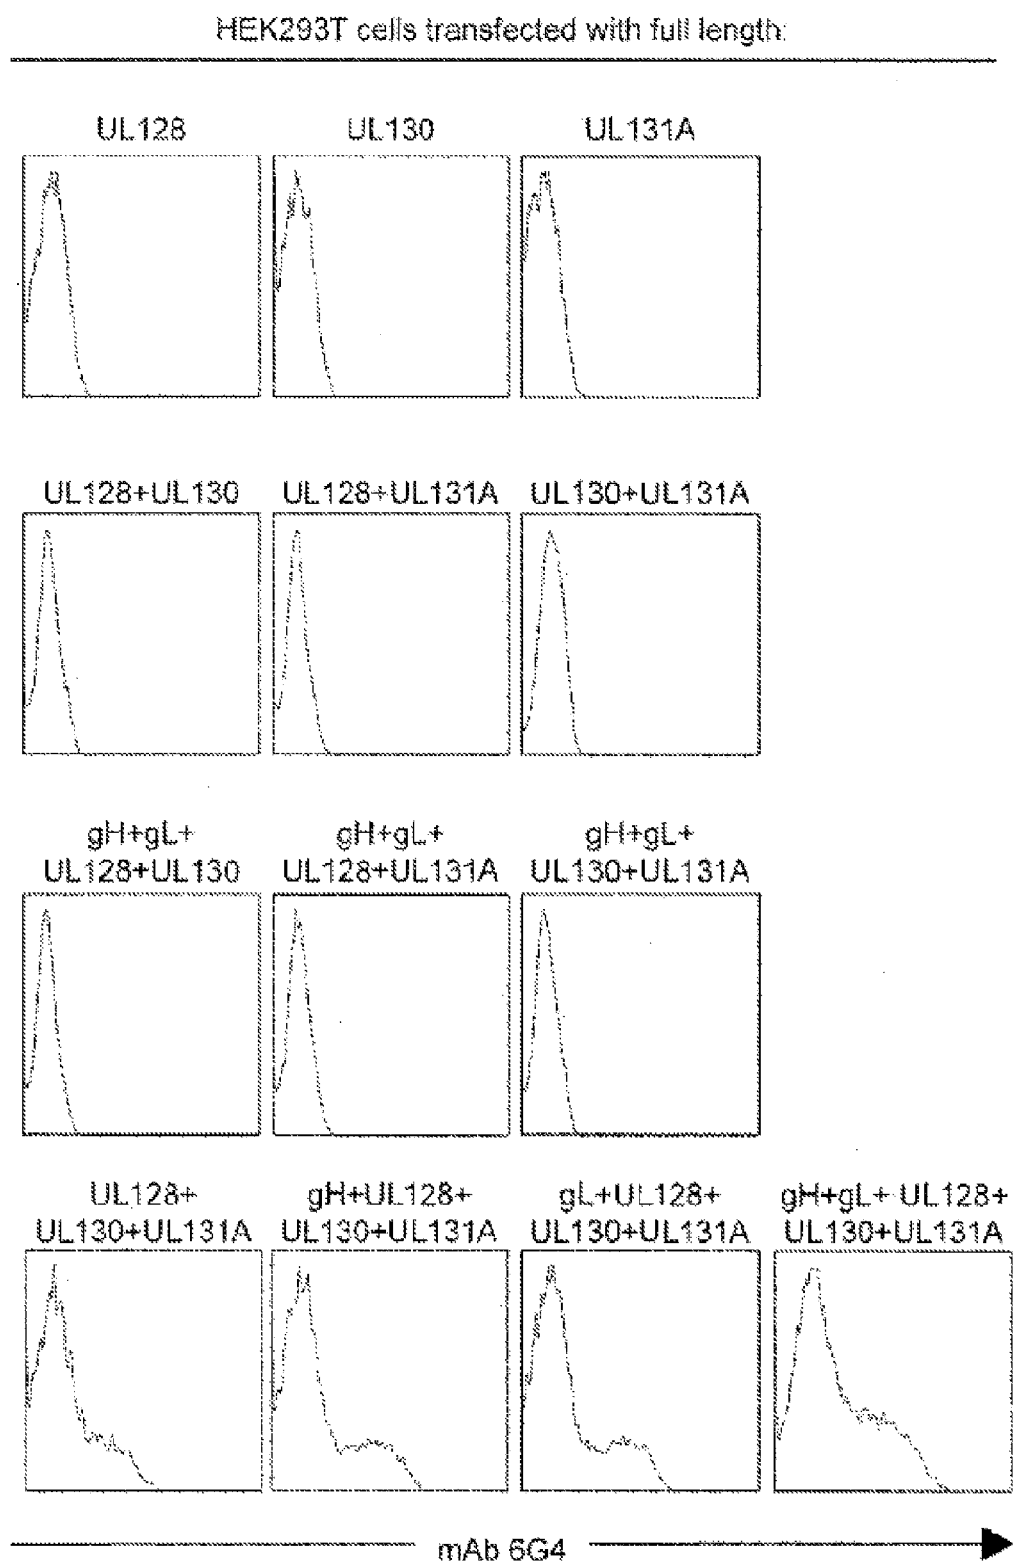 HEK293T cells transfected with full length:
UL128 UL130 UL131A
UL128+UL130 UL128+UL131A UL130+UL131A
gH+gL+ gH+gL+ gH+gL+
UL128+UL130 UL128+UL131A UL130+UL131A
UL128+ gH+UL128+ gL+UL128+ gH+gL+ UL128+
UL130+UL131A UL130+UL131A UL130+UL131A UL130+UL131A
mAb 6G4